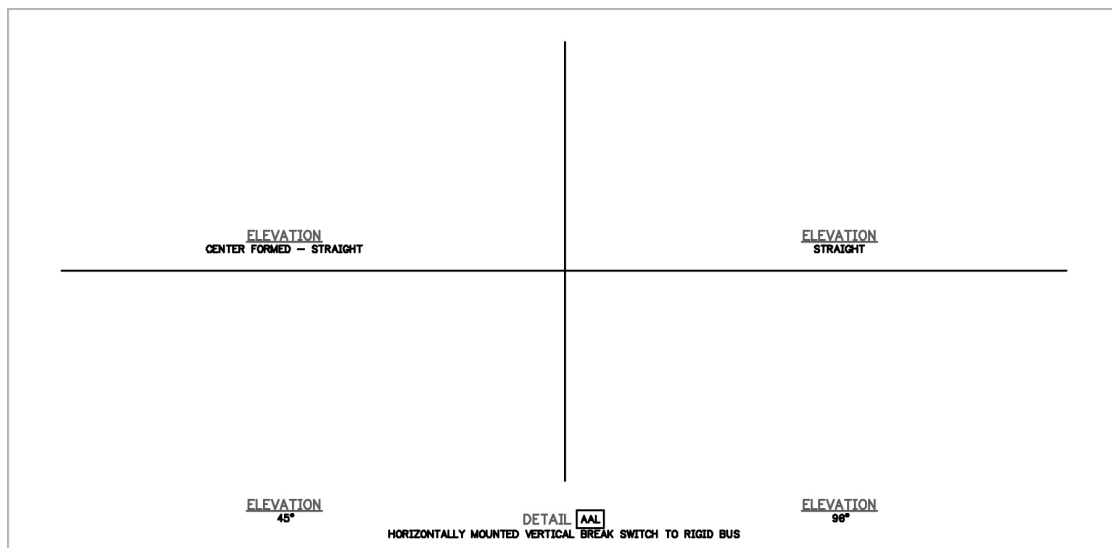 ELEVATION
CENTER FORMED – STRAIGHT
ELEVATION
STRAIGHT
ELEVATION
45°
ELEVATION
96°
DETAIL AAL
HORIZONTALLY MOUNTED VERTICAL BREAK SWITCH TO RIGID BUS